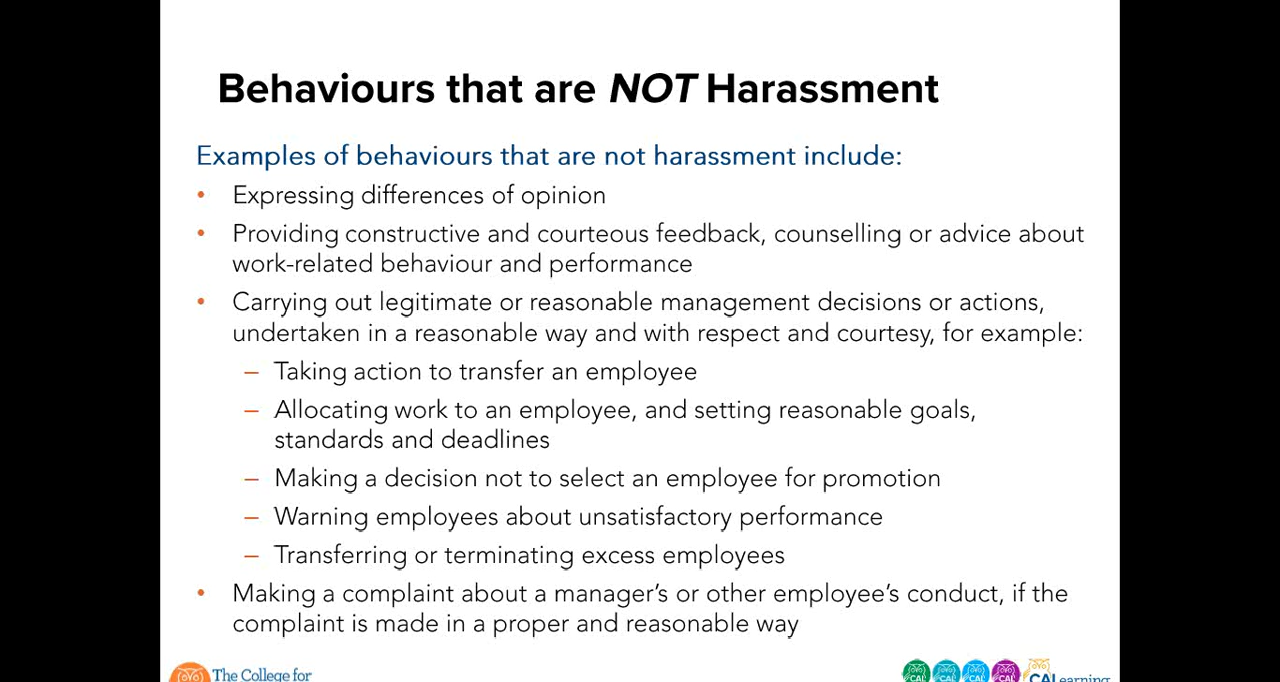 Behaviours that are NOT Harassment
Examples of behaviours that are not harassment include:
• Expressing differences of opinion
• Providing constructive and courteous feedback, counselling or advice about
work-related behaviour and performance
• Carrying out legitimate or reasonable management decisions or actions,
undertaken in a reasonable way and with respect and courtesy, for example:
– Taking action to transfer an employee
– Allocating work to an employee, and setting reasonable goals,
standards and deadlines
– Making a decision not to select an employee for promotion
– Warning employees about unsatisfactory performance
– Transferring or terminating excess employees
• Making a complaint about a manager's or other employee's conduct, if the
complaint is made in a proper and reasonable way
The College for
CAL CAL CAL CAL CALearning